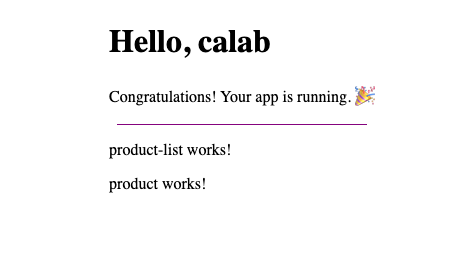 Hello, calab
Congratulations! Your app is running. 🎉
product-list works!
product works!